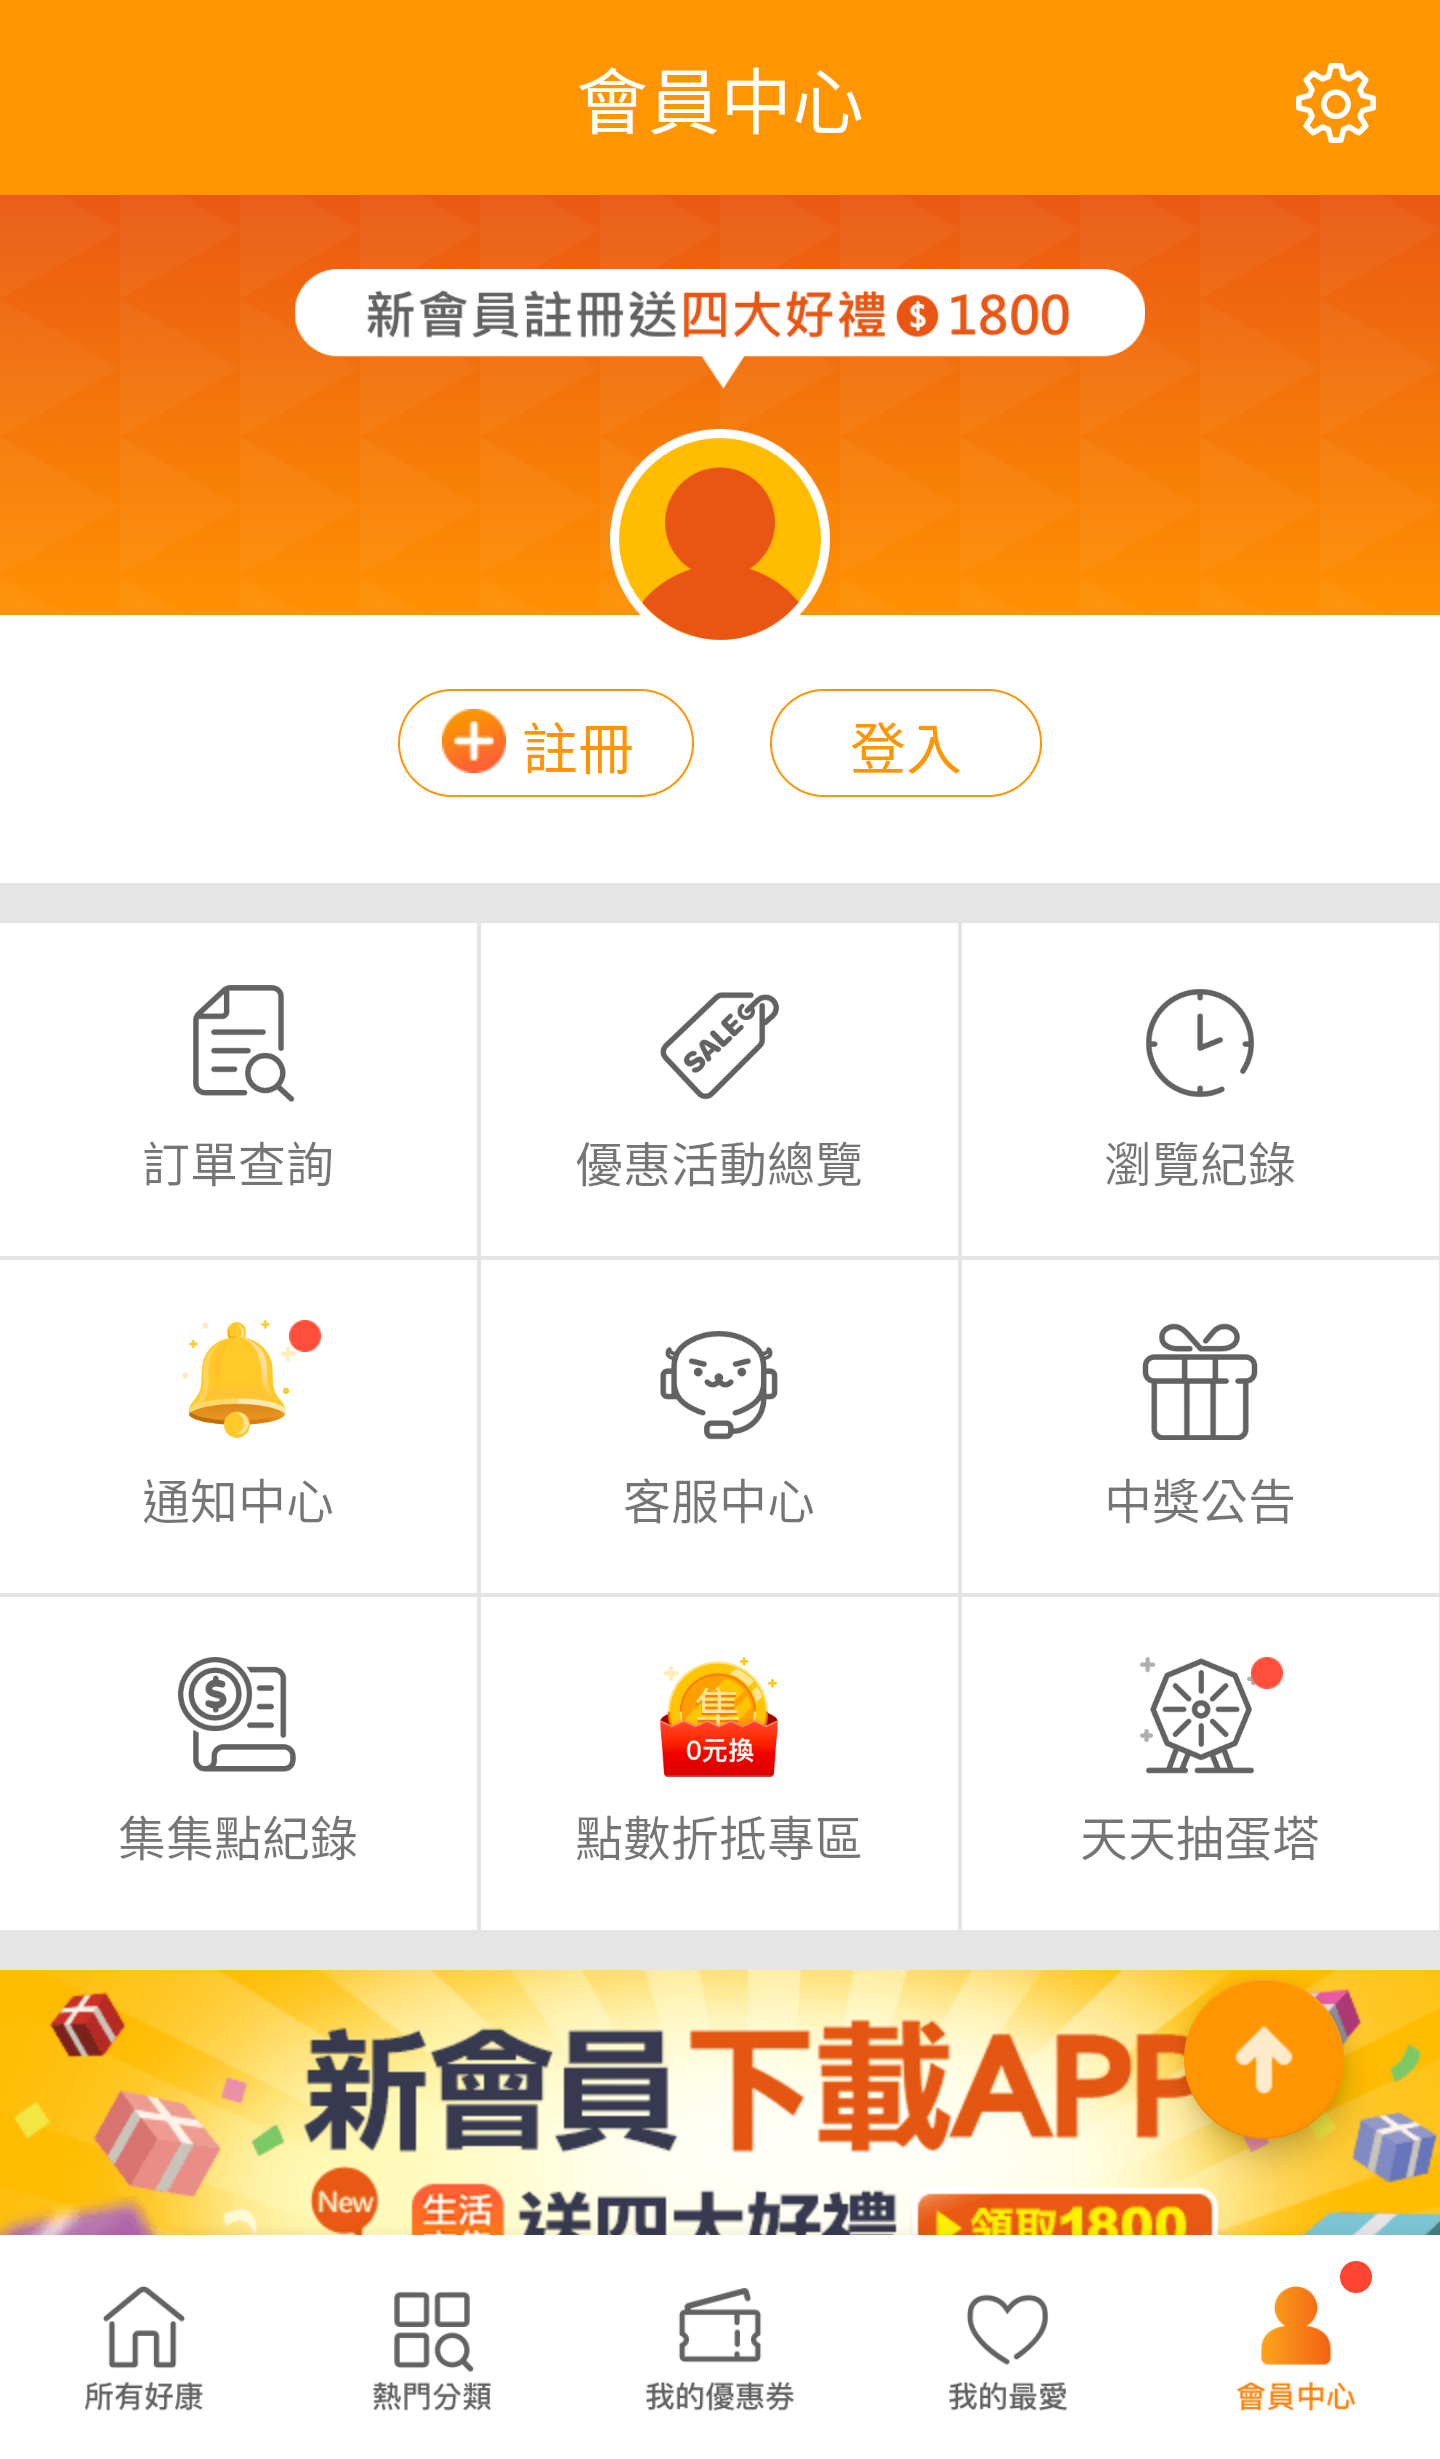 會員中心
新會員註冊送四大好禮$1800
註冊
登入
SALE
訂單查詢
優惠活動總覽
瀏覽紀錄
通知中心
客服中心
中獎公告
$
集
0元換
集集點紀錄
點數折抵專區
天天抽蛋塔
新會員下載APP
New
生活
送四大好禮
領取1800
所有好康
熱門分類
我的優惠券
我的最愛
會員中心